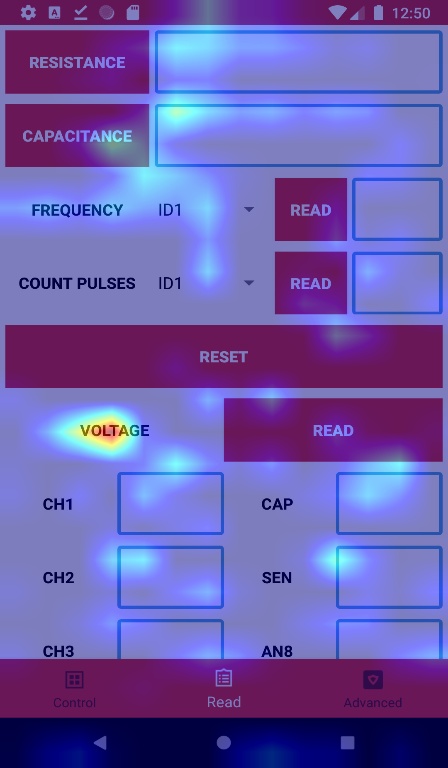 12:50
RESISTANCE
CAPACITANCE
FREQUENCY ID1 READ
COUNT PULSES ID1 READ
RESET
VOLTAGE READ
CH1 CAP
CH2 SEN
CH3 AN8
Control Read Advanced